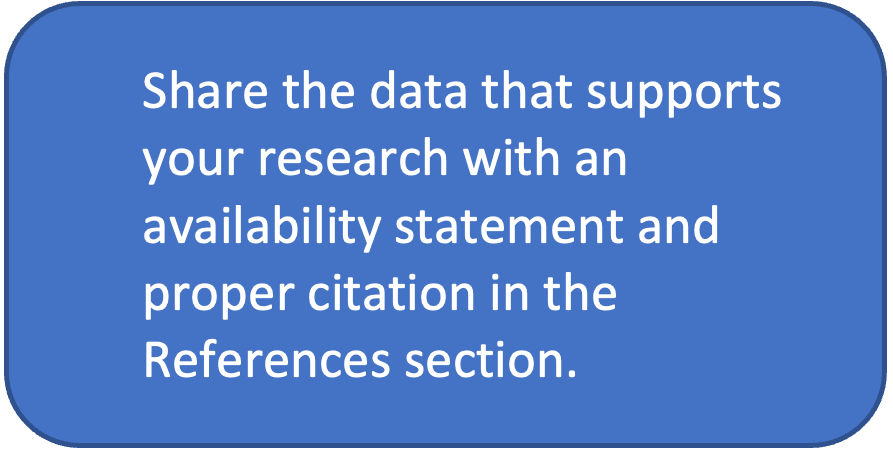 Share the data that supports
your research with an
availability statement and
proper citation in the
References section.